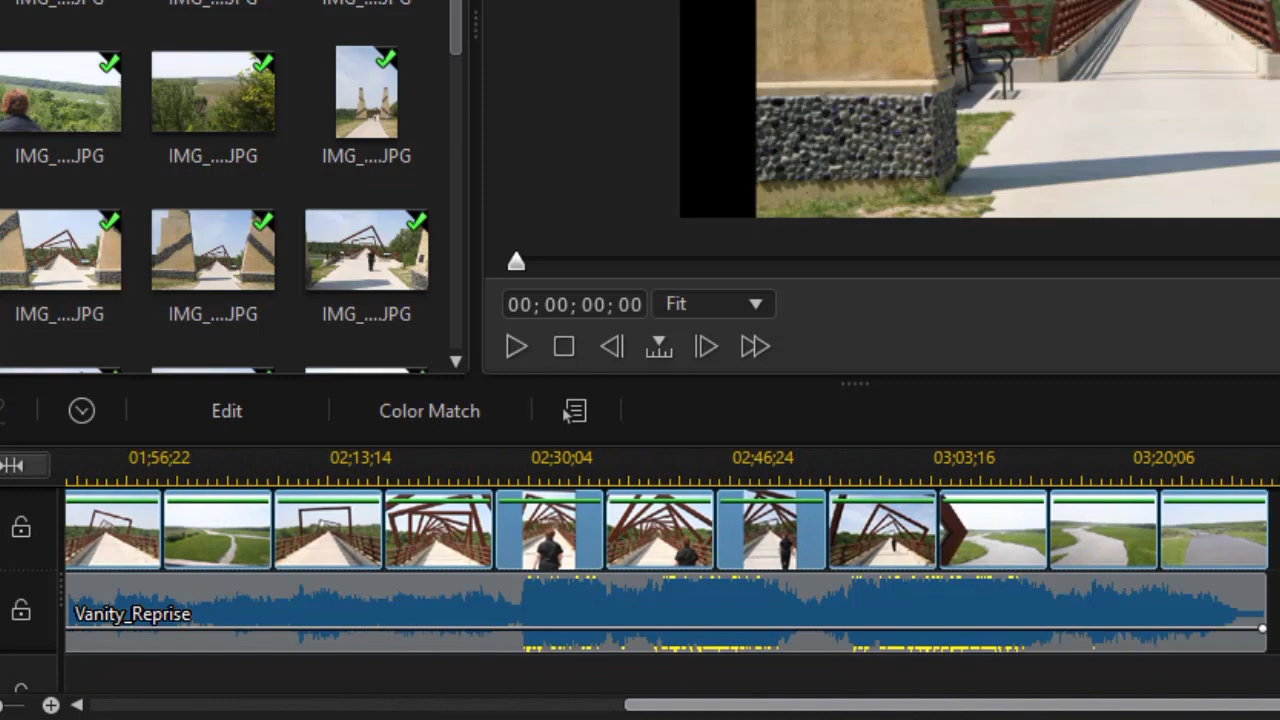 IMG_....JPG IMG_....JPG IMG_....JPG
IMG_....JPG IMG_....JPG IMG_....JPG
00; 00; 00; 00 Fit
Edit Color Match
01;56;22 02;13;14 02;30;04 02;46;24 03;03;16 03;20;06
Vanity_Reprise